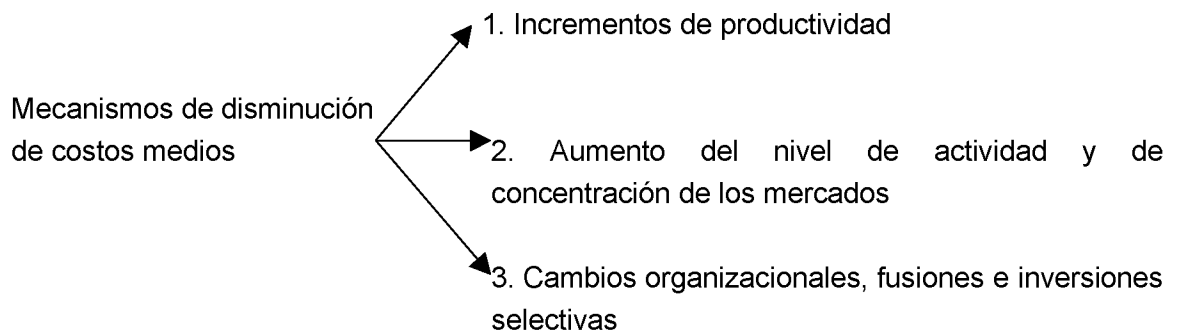 1. Incrementos de productividad
Mecanismos de disminución
de costos medios
2. Aumento del nivel de actividad y de
concentración de los mercados
3. Cambios organizacionales, fusiones e inversiones
selectivas